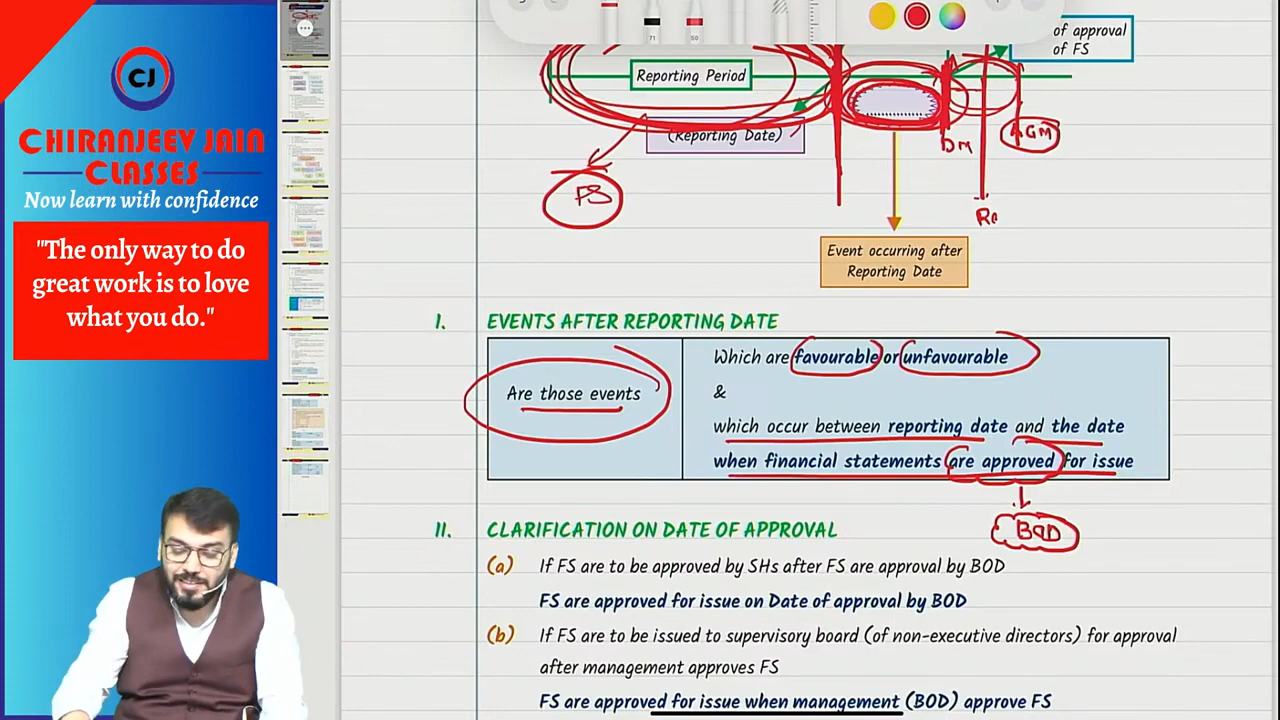 CJ
CHIRANJEEV JAIN
CLASSES
Now learn with confidence
"The only way to do
great work is to love
what you do."
71
50
of approval
of FS
Reporting Per
(Reporting Date)
FS
BM
AGM
Event occurring after
Reporting Date
I. EVENTS AFTER REPORTING DATE
Are those events
Which are favourable or unfavourable
&
which occur between reporting date and the date
when financial statements are approved for issue
BOD
II. CLARIFICATION ON DATE OF APPROVAL
(a) If FS are to be approved by SHs after FS are approval by BOD
FS are approved for issue on Date of approval by BOD
(b) If FS are to be issued to supervisory board (of non-executive directors) for approval
after management approves FS
FS are approved for issue when management (BOD) approve FS